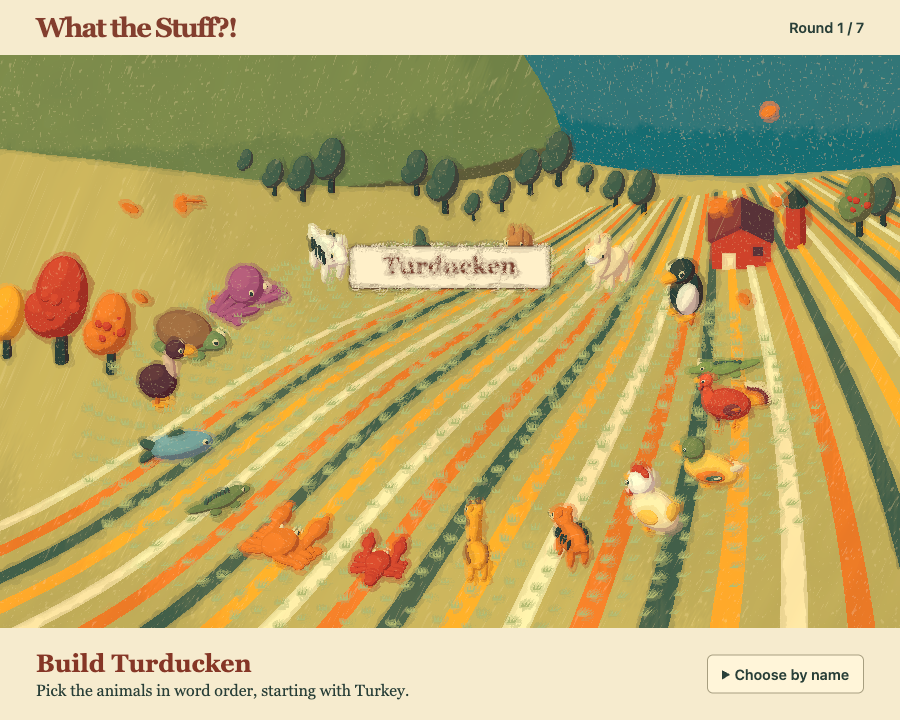 What the Stuff?!
Round 1 / 7
Turducken
Build Turducken
Pick the animals in word order, starting with Turkey.
Choose by name